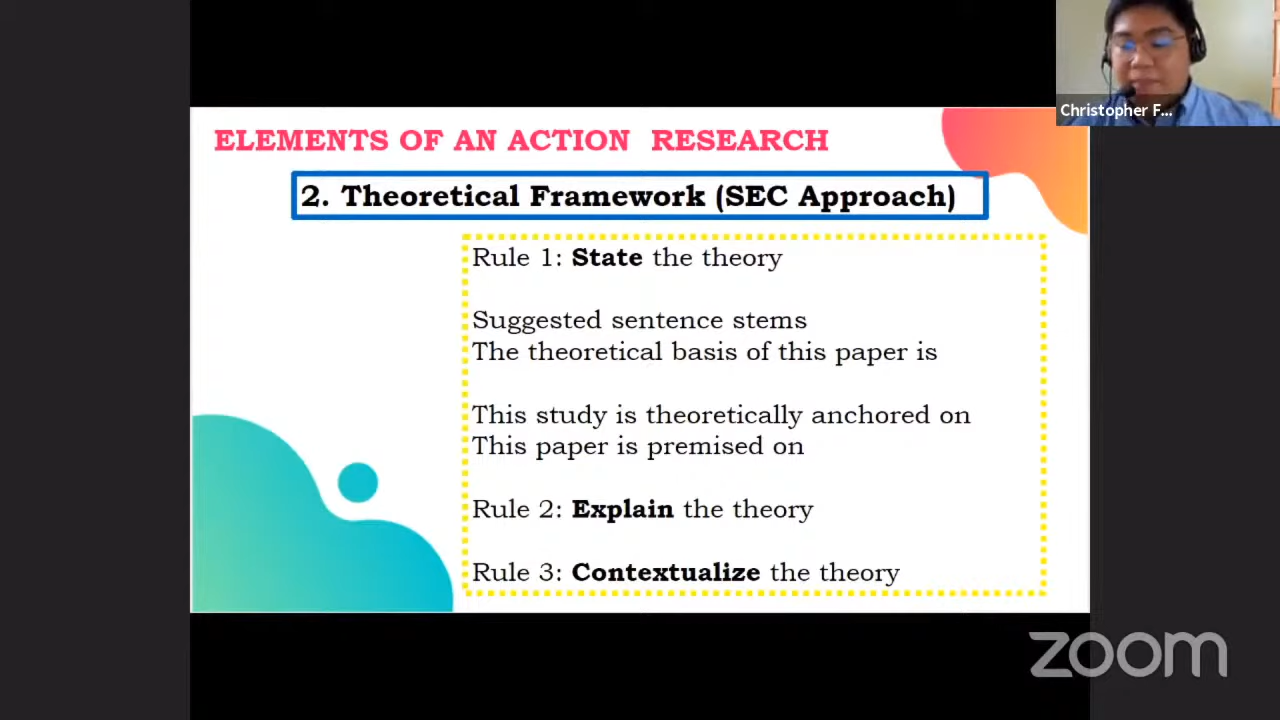 Christopher F...
ELEMENTS OF AN ACTION RESEARCH
2. Theoretical Framework (SEC Approach)
Rule 1: State the theory
Suggested sentence stems
The theoretical basis of this paper is
This study is theoretically anchored on
This paper is premised on
Rule 2: Explain the theory
Rule 3: Contextualize the theory
zoom